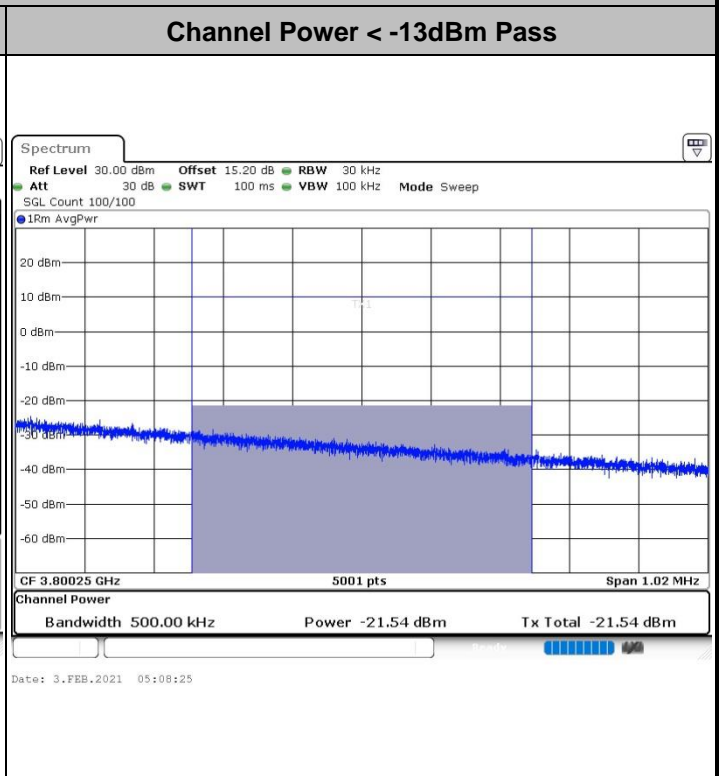 Channel Power < -13dBm Pass
Spectrum
Ref Level 30.00 dBm Offset 15.20 dB RBW 30 kHz
Att 30 dB SWT 100 ms VBW 100 kHz Mode Sweep
SGL Count 100/100
1Rm AvgPwr
20 dBm
10 dBm
TX1
0 dBm
-10 dBm
-20 dBm
-30 dBm
-40 dBm
-50 dBm
-60 dBm
CF 3.80025 GHz 5001 pts Span 1.02 MHz
Channel Power
Bandwidth 500.00 kHz Power -21.54 dBm Tx Total -21.54 dBm
Ready
Date: 3.FEB.2021 05:08:25